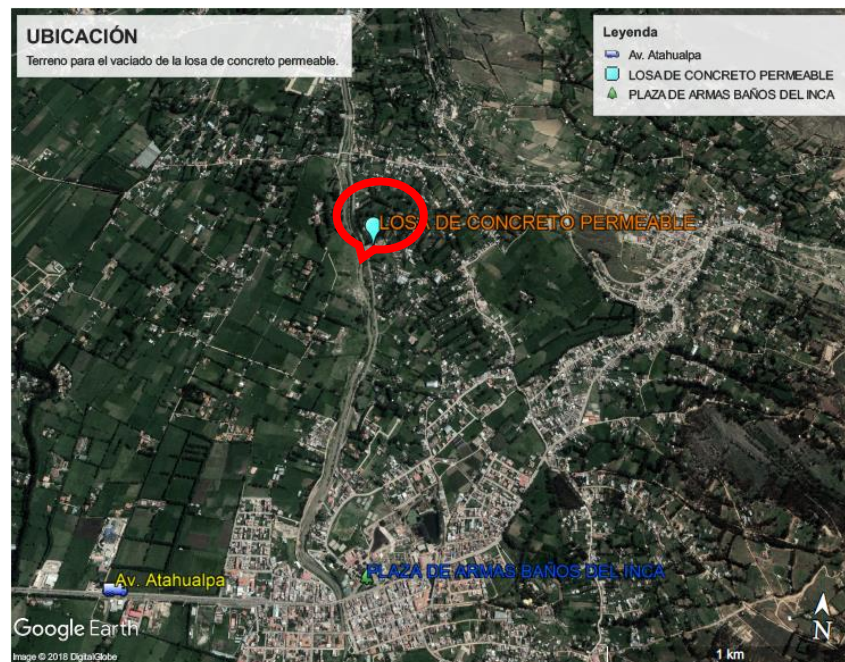 UBICACIÓN
Terreno para el vaciado de la losa de concreto permeable.
Leyenda
Av. Atahualpa
LOSA DE CONCRETO PERMEABLE
PLAZA DE ARMAS BAÑOS DEL INCA
LOSA DE CONCRETO PERMEABLE
PLAZA DE ARMAS BAÑOS DEL INCA
Av. Atahualpa
Google Earth
Image © 2018 DigitalGlobe
1 km
N